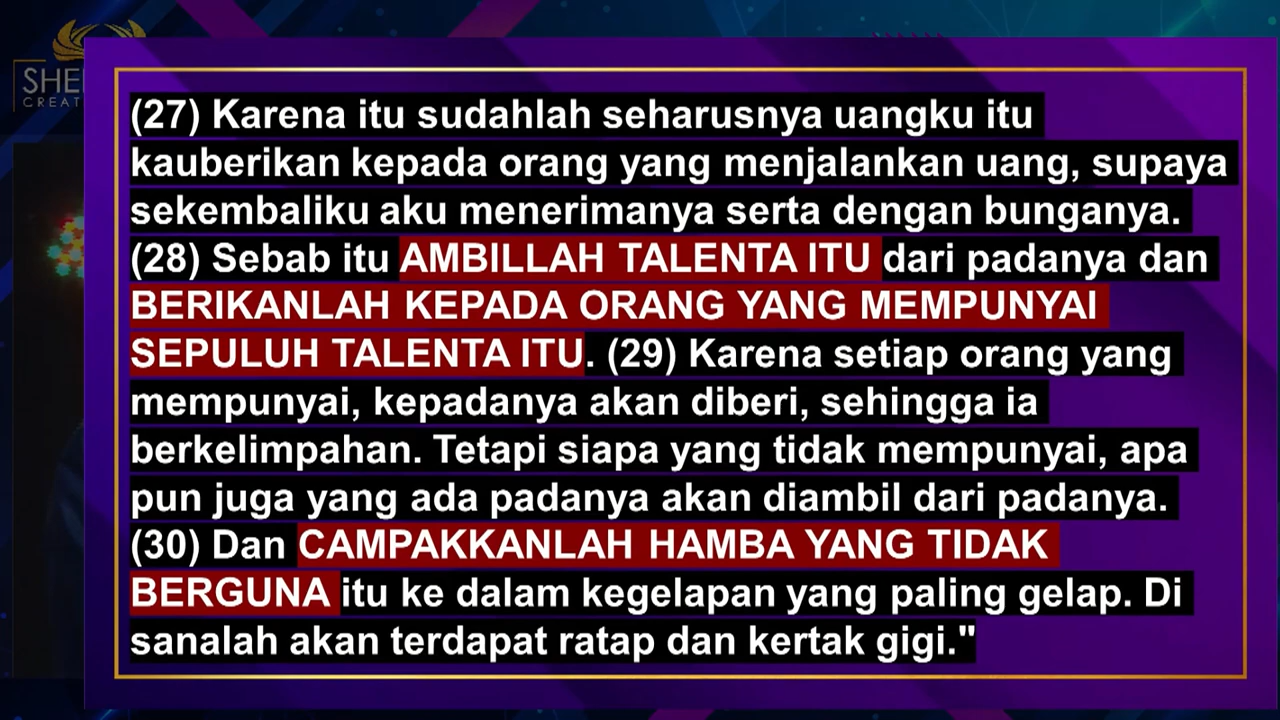 SHE
CREAT
(27) Karena itu sudahlah seharusnya uangku itu
kauberikan kepada orang yang menjalankan uang, supaya
sekembaliku aku menerimanya serta dengan bunganya.
(28) Sebab itu AMBILLAH TALENTA ITU dari padanya dan
BERIKANLAH KEPADA ORANG YANG MEMPUNYAI
SEPULUH TALENTA ITU. (29) Karena setiap orang yang
mempunyai, kepadanya akan diberi, sehingga ia
berkelimpahan. Tetapi siapa yang tidak mempunyai, apa
pun juga yang ada padanya akan diambil dari padanya.
(30) Dan CAMPAKKANLAH HAMBA YANG TIDAK
BERGUNA itu ke dalam kegelapan yang paling gelap. Di
sanalah akan terdapat ratap dan kertak gigi."